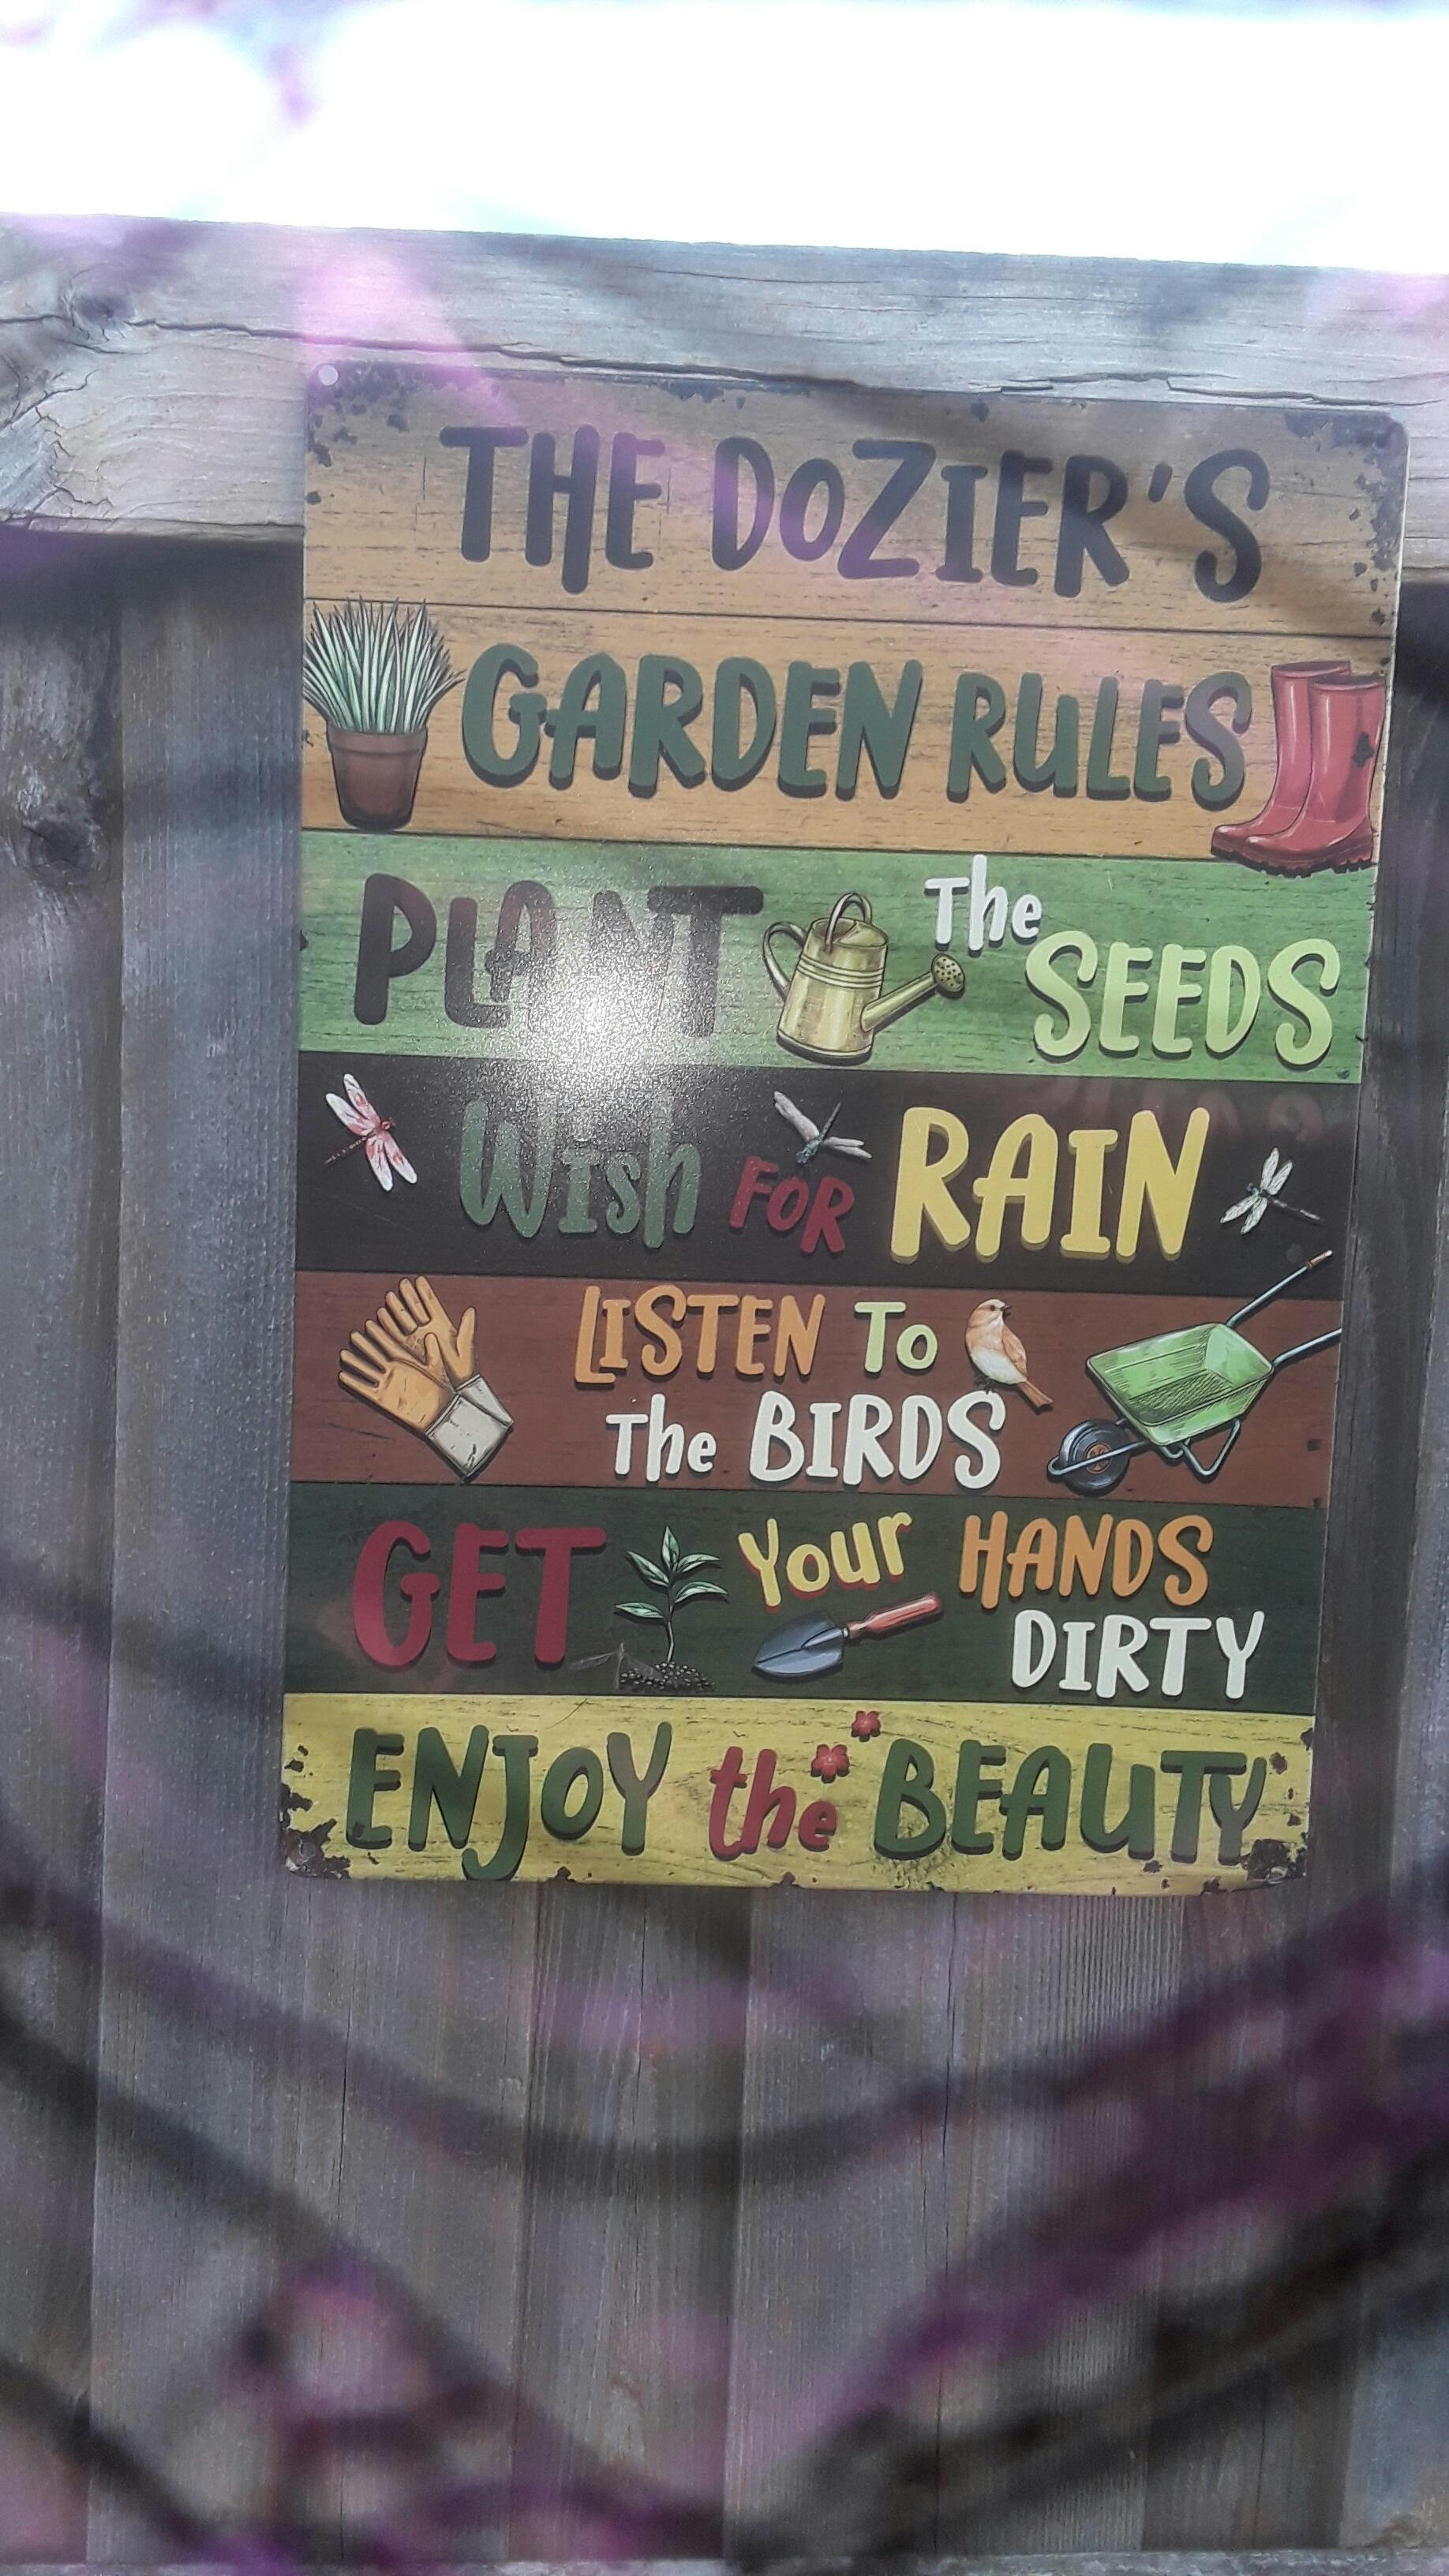 THE DoZIER'S
GARDEN RULES
PLANT The SEEDS
Wish FOR RAIN
LISTEN To
The BIRDS
GET Your HANDS
DIRTY
ENJOY the BEAUTY